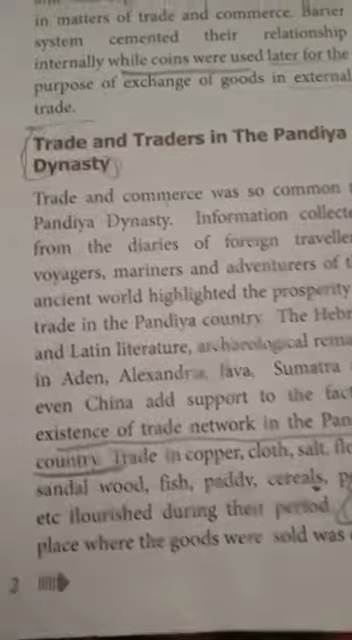 in matters of trade and commerce. Barter
system cemented their relationship
internally while coins were used later for the
purpose of exchange of goods in external
trade.
Trade and Traders in The Pandiya
Dynasty
Trade and commerce was so common
Pandiya Dynasty. Information collecte
from the diaries of foreign travelle
voyagers, mariners and adventurers of t
ancient world highlighted the prosperity
trade in the Pandiya country The Hebr
and Latin literature, archaeological rema
in Aden, Alexandria, Java, Sumatra
even China add support to the fact
existence of trade network in the Pan
country. Trade in copper, cloth, salt, flo
sandal wood, fish, paddy, cereals, p
etc flourished during their period.
place where the goods were sold was
2